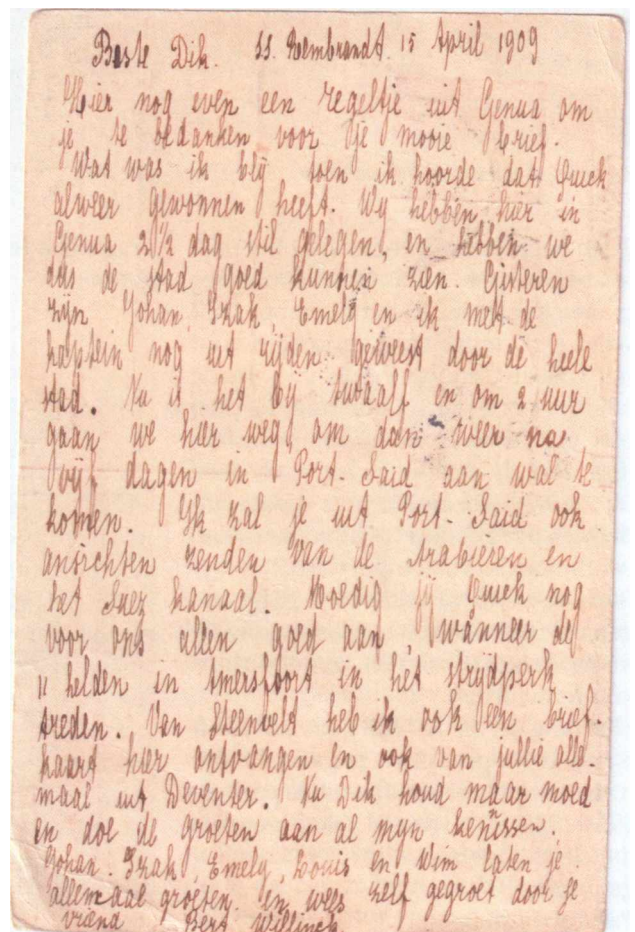 Beste Dik. ss. Rembrandt. 15 April 1909
Hier nog even een regeltje uit Genua om
je te bedanken voor je mooie brief.
Wat was ik blij toen ik hoorde dat Quick
alweer gewonnen heeft. Wij hebben hier in
Genua 2 1/2 dag stil gelegen, en hebben we
dus de stad goed kunnen zien. Gisteren
zijn Johan, Izak, Emely en ik met de
kaptein nog uit rijden geweest door de heele
stad. Nu is het bij twaalf en om 2 uur
gaan we hier weg, om dan weer na
vijf dagen in Port-Said aan wal te
komen. Ik zal je uit Port-Said ook
ansichten zenden van de Arabieren en
het Suez kanaal. Moedig jij Quick nog
voor ons allen goed aan, wanneer de
11 helden in Amersfoort in het strijdperk
treden. Van Steenvelt heb ik ook een brief-
kaart hier ontvangen en ook van jullie alle-
maal uit Deventer. Nu Dik houd maar moed
en doe de groeten aan al mijn kennissen.
Johan, Izak, Emely, Louis en Wim laten je
allemaal groeten. en wees zelf gegroet door je
vriend Bert Willinck.